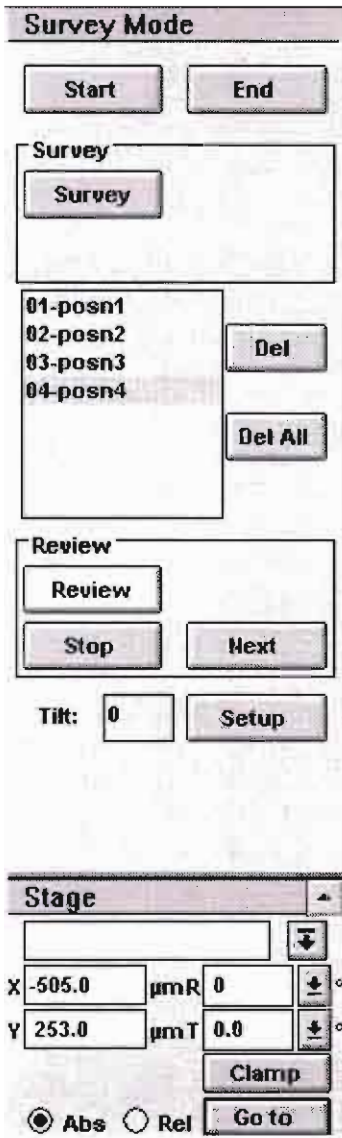 Survey Mode
Start End
Survey
Survey
01-posn1
02-posn2
03-posn3
04-posn4
Del
Del All
Review
Review
Stop Next
Tilt: 0 Setup
Stage
X -505.0 µm R 0 °
Y 253.0 µm T 0.0 °
Clamp
Abs Rel Go to